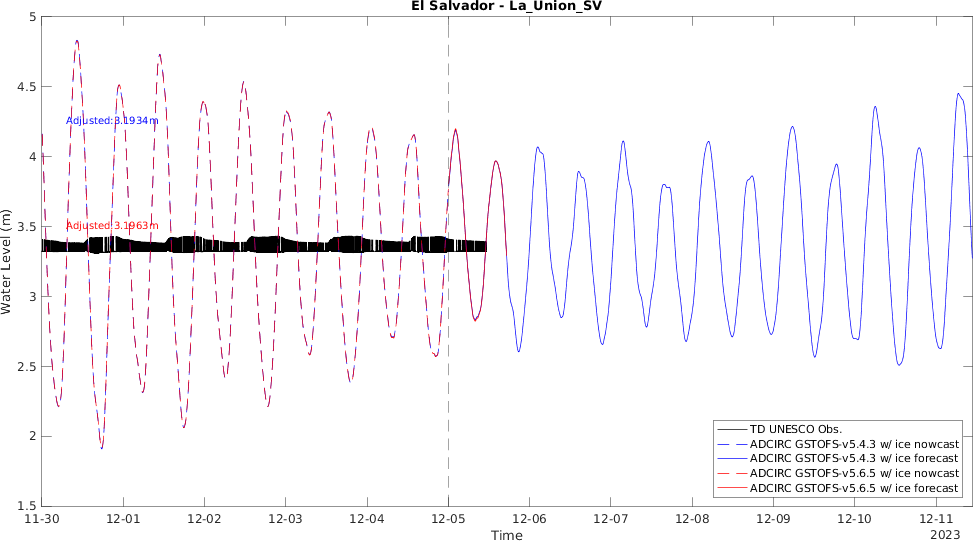 El Salvador - La_Union_SV
5
4.5
4
3.5
3
2.5
2
1.5
Water Level (m)
Adjusted:3.1934m
Adjusted:3.1963m
TD UNESCO Obs.
ADCIRC GSTOFS-v5.4.3 w/ ice nowcast
ADCIRC GSTOFS-v5.4.3 w/ ice forecast
ADCIRC GSTOFS-v5.6.5 w/ ice nowcast
ADCIRC GSTOFS-v5.6.5 w/ ice forecast
11-30 12-01 12-02 12-03 12-04 12-05 12-06 12-07 12-08 12-09 12-10 12-11
2023
Time